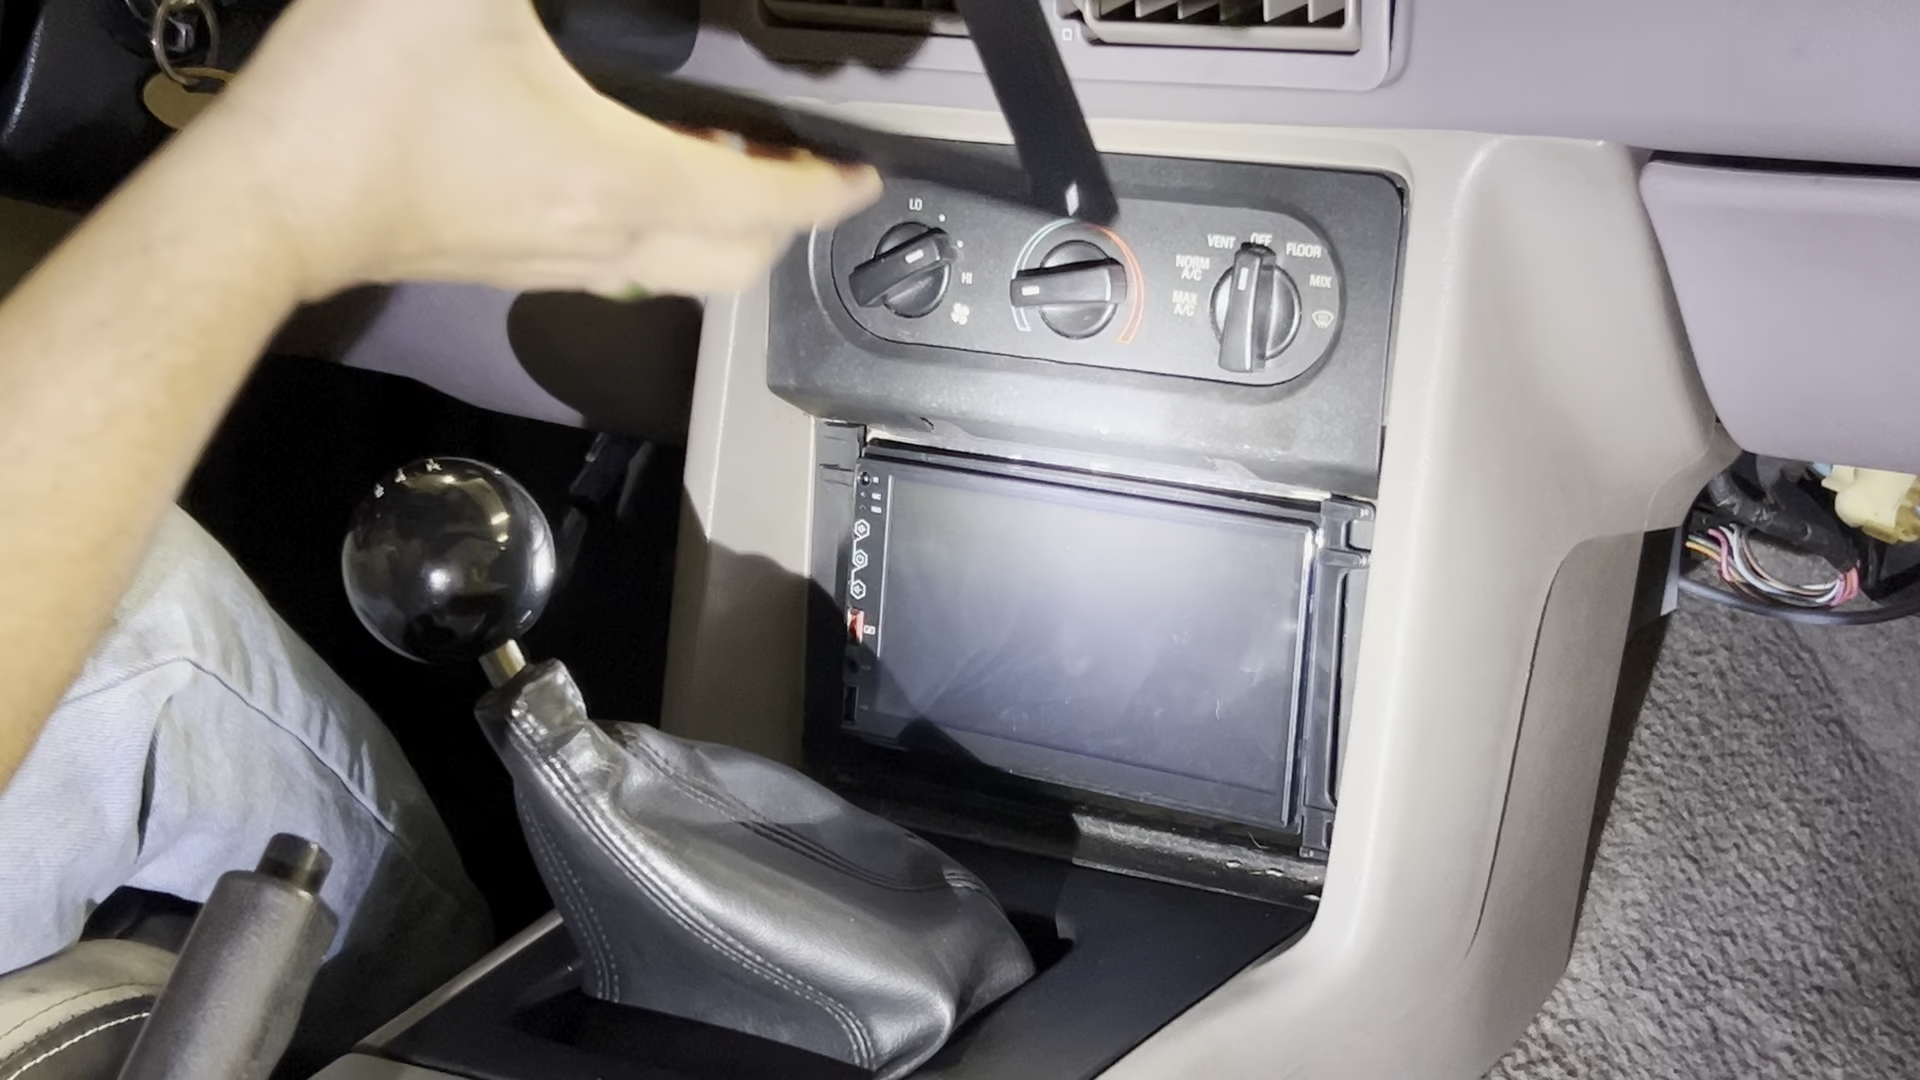 LO
HI
VENT
OFF
FLOOR
NORM
A/C
MIX
MAX
A/C